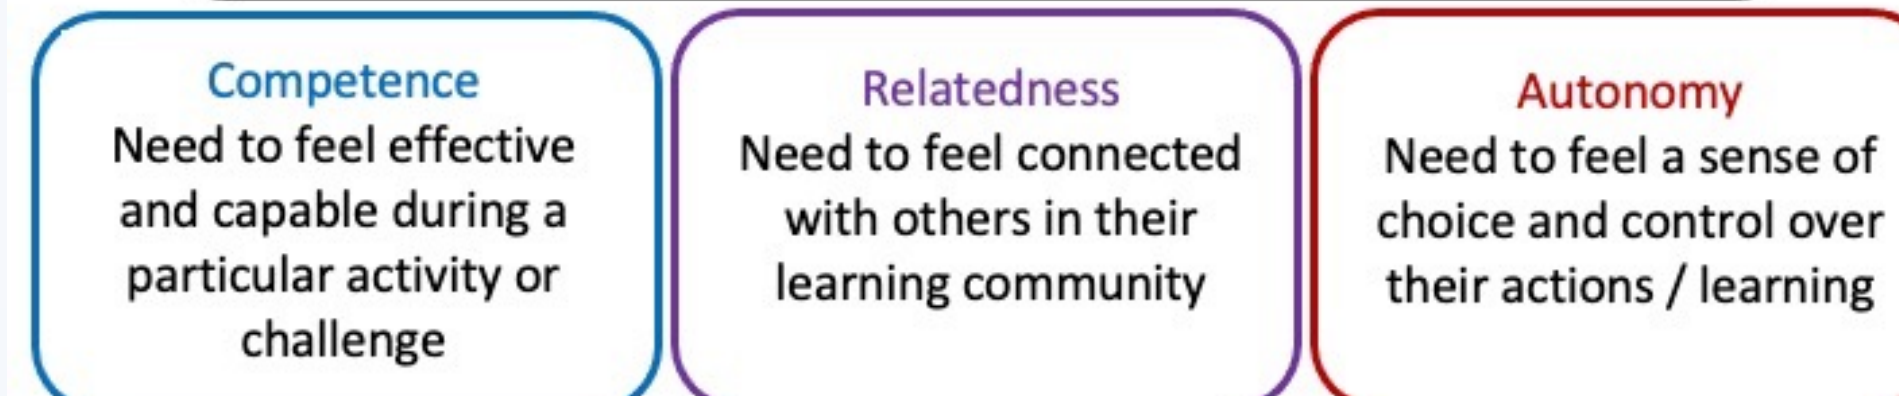 Competence
Need to feel effective
and capable during a
particular activity or
challenge
Relatedness
Need to feel connected
with others in their
learning community
Autonomy
Need to feel a sense of
choice and control over
their actions / learning